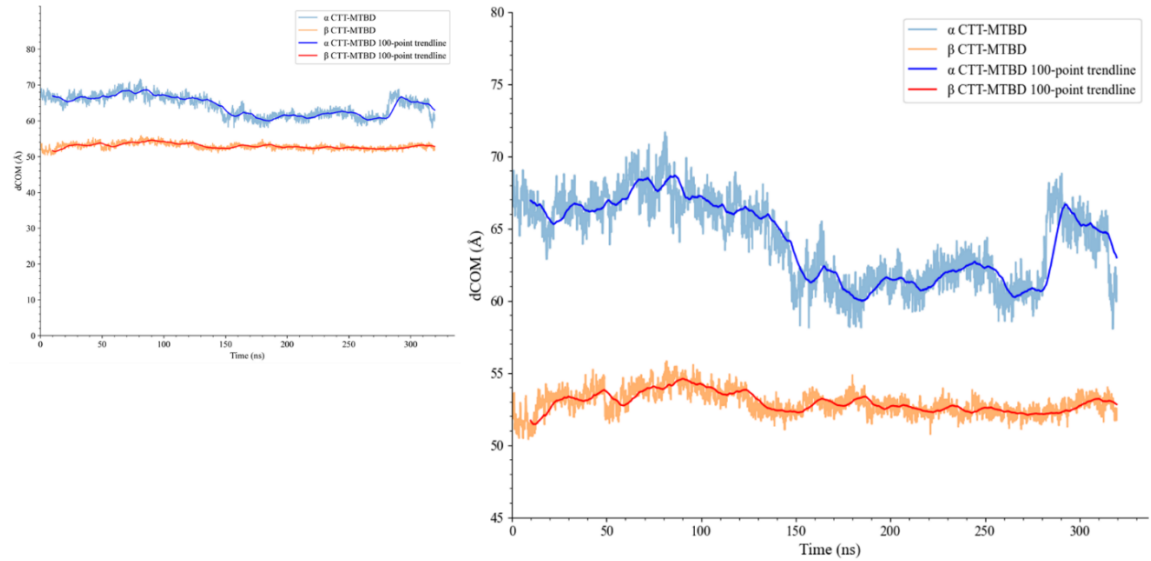 α CTT-MTBD
β CTT-MTBD
α CTT-MTBD 100-point trendline
β CTT-MTBD 100-point trendline
80
70
60
50
40
30
20
10
0
dCOM (Å)
0 50 100 150 200 250 300
Time (ns)
α CTT-MTBD
β CTT-MTBD
α CTT-MTBD 100-point trendline
β CTT-MTBD 100-point trendline
80
75
70
65
60
55
50
45
dCOM (Å)
0 50 100 150 200 250 300
Time (ns)